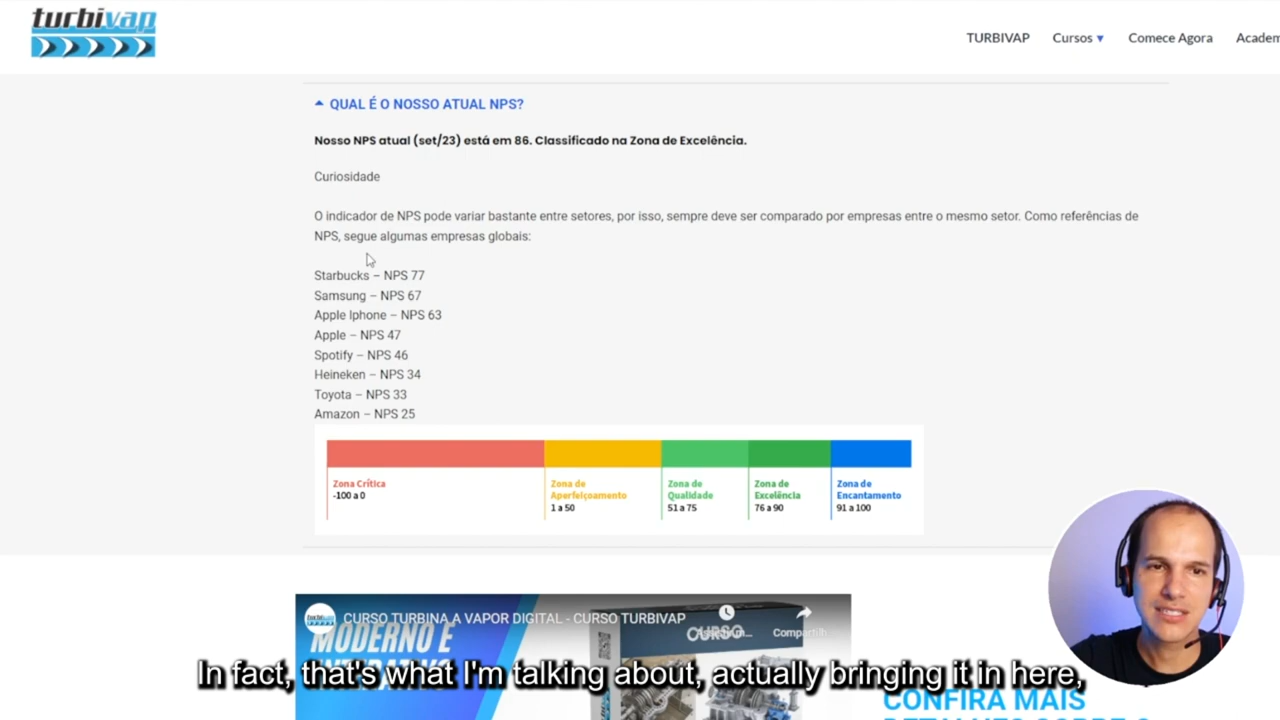 turbivap
TURBIVAP
Cursos ▼
Comece Agora
Academ
QUAL É O NOSSO ATUAL NPS?
Nosso NPS atual (set/23) está em 86. Classificado na Zona de Excelência.
Curiosidade
O indicador de NPS pode variar bastante entre setores, por isso, sempre deve ser comparado por empresas entre o mesmo setor. Como referências de
NPS, segue algumas empresas globais:
Starbucks – NPS 77
Samsung – NPS 67
Apple Iphone – NPS 63
Apple – NPS 47
Spotify – NPS 46
Heineken – NPS 34
Toyota – NPS 33
Amazon – NPS 25
Zona Crítica
-100 a 0
Zona de
Aperfeiçoamento
1 a 50
Zona de
Qualidade
51 a 75
Zona de
Excelência
76 a 90
Zona de
Encantamento
91 a 100
CURSO TURBINA A VAPOR DIGITAL - CURSO TURBIVAP
MODERNO E
CURSO
Compartilh
In fact, that's what I'm talking about, actually bringing it in here,
CONFIRA MAIS
DETALHES SOBRE O